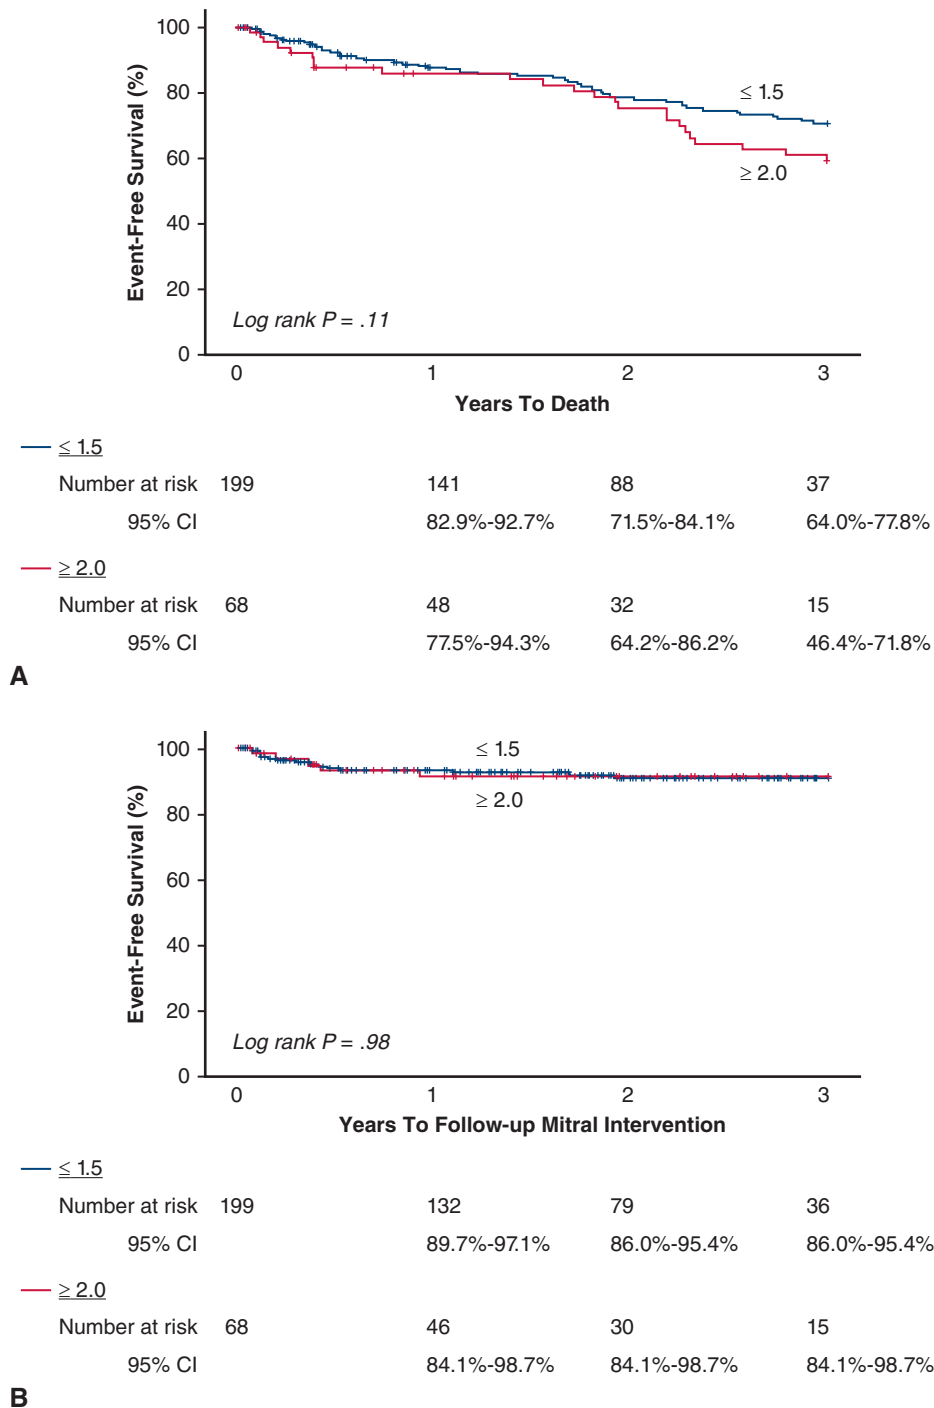 100
80
60
40
20
0
Event-Free Survival (%)
≤ 1.5
≥ 2.0
Log rank P = .11
0 1 2 3
Years To Death
≤ 1.5
Number at risk 199 141 88 37
95% CI 82.9%-92.7% 71.5%-84.1% 64.0%-77.8%
≥ 2.0
Number at risk 68 48 32 15
95% CI 77.5%-94.3% 64.2%-86.2% 46.4%-71.8%
A
100
80
60
40
20
0
Event-Free Survival (%)
≤ 1.5
≥ 2.0
Log rank P = .98
0 1 2 3
Years To Follow-up Mitral Intervention
≤ 1.5
Number at risk 199 132 79 36
95% CI 89.7%-97.1% 86.0%-95.4% 86.0%-95.4%
≥ 2.0
Number at risk 68 46 30 15
95% CI 84.1%-98.7% 84.1%-98.7% 84.1%-98.7%
B